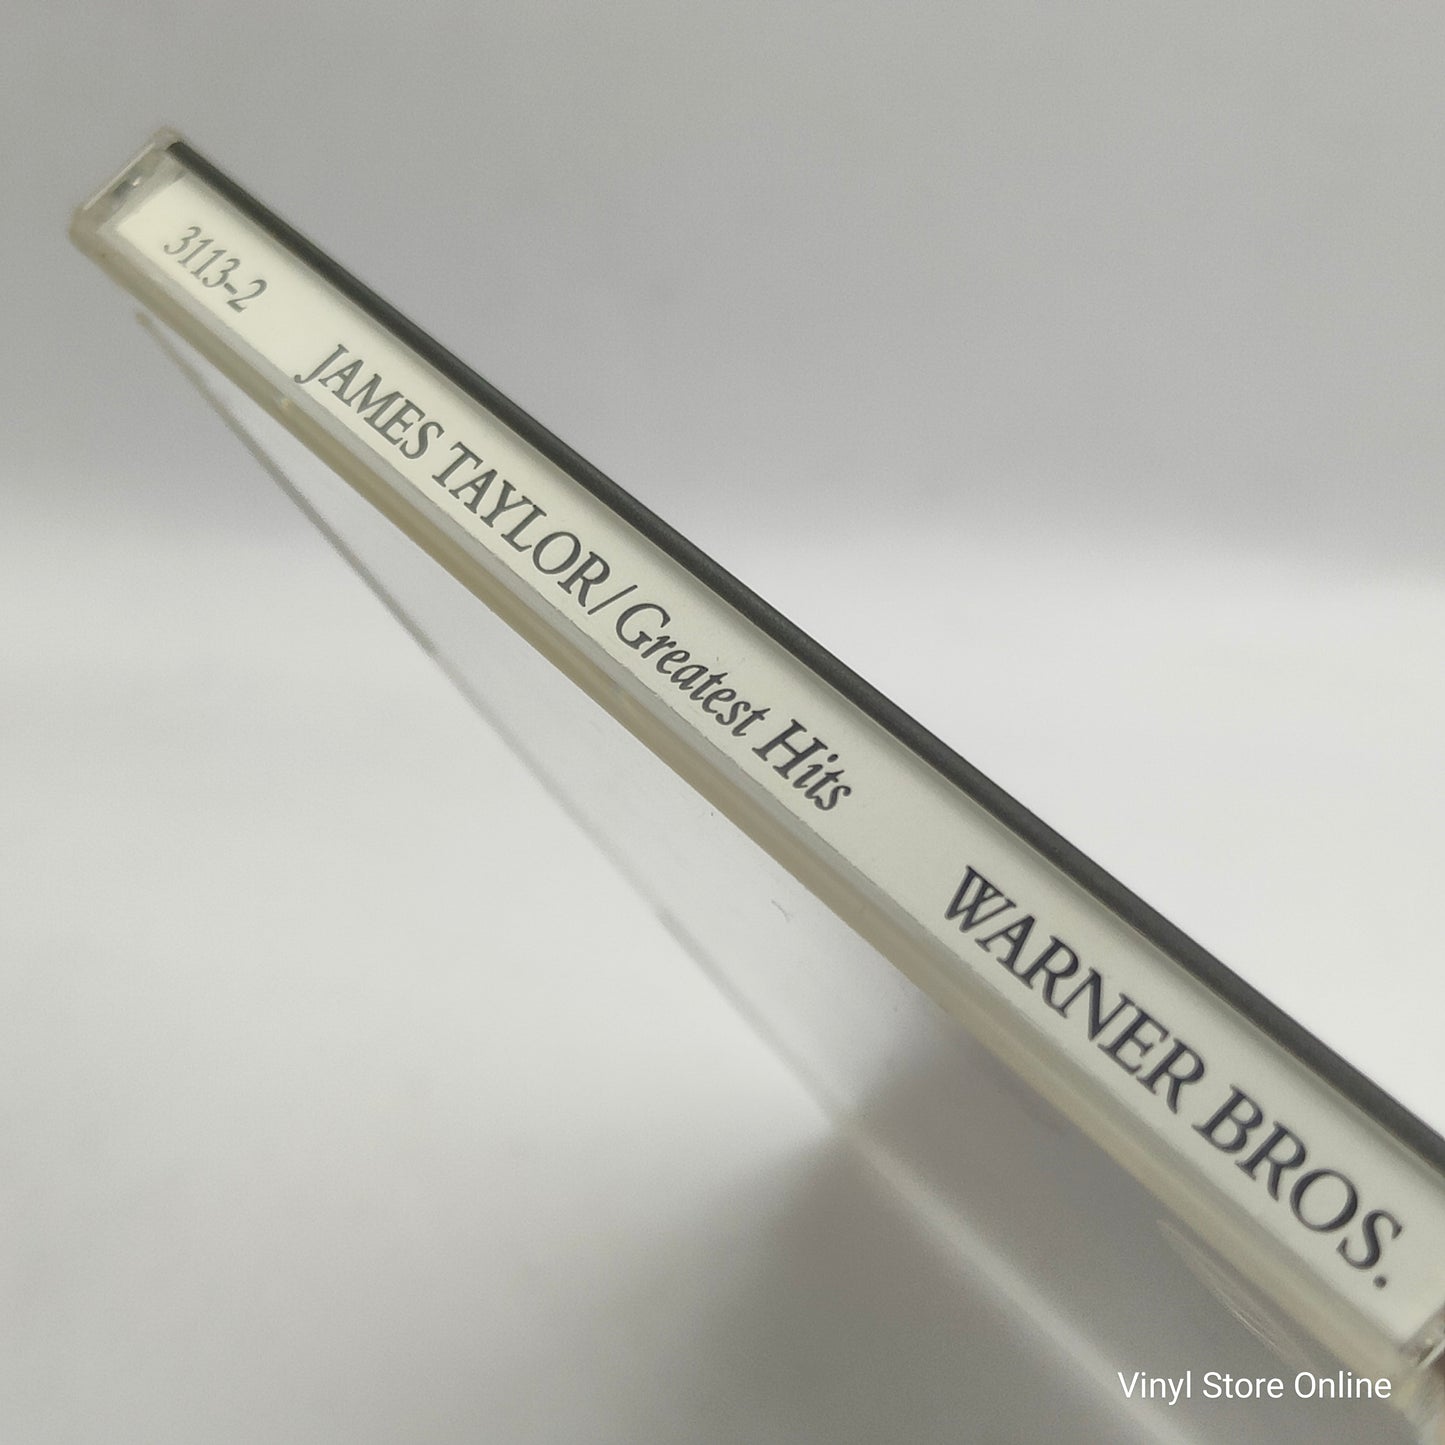 3113-2 JAMES TAYLOR/Greatest Hits WARNER BROS.
Vinyl Store Online